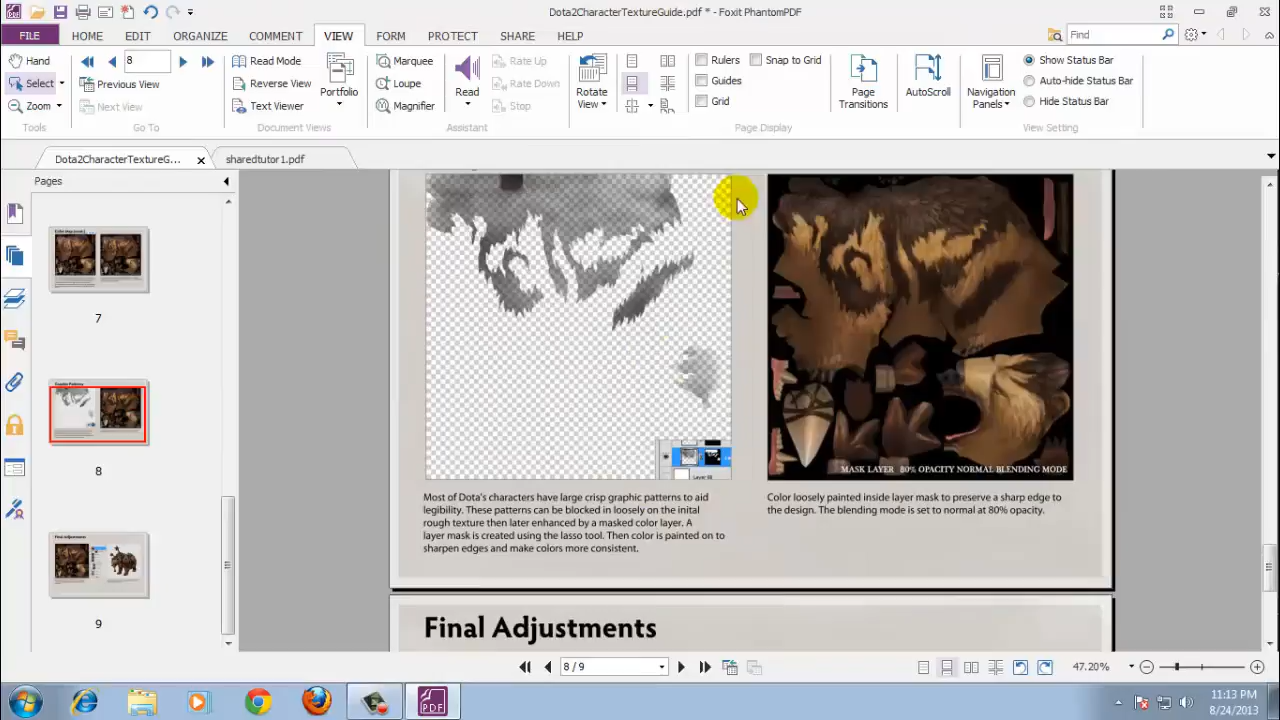 Dota2CharacterTextureGuide.pdf * - Foxit PhantomPDF
FILE HOME EDIT ORGANIZE COMMENT VIEW FORM PROTECT SHARE HELP Find
Hand 8 Read Mode Marquee Rate Up Rulers Snap to Grid Show Status Bar
Select Previous View Reverse View Portfolio Loupe Read Rate Down Rotate View Guides Page Transitions AutoScroll Navigation Panels Auto-hide Status Bar
Zoom Next View Text Viewer Magnifier Stop Grid Hide Status Bar
Tools Go To Document Views Assistant Page Display View Setting
Dota2CharacterTextureG... sharedtutor1.pdf
Pages
7
8
9
MASK LAYER 80% OPACITY NORMAL BLENDING MODE
Most of Dota's characters have large crisp graphic patterns to aid
legibility. These patterns can be blocked in loosely on the inital
rough texture then later enhanced by a masked color layer. A
layer mask is created using the lasso tool. Then color is painted on to
sharpen edges and make colors more consistent.
Color loosely painted inside layer mask to preserve a sharp edge to
the design. The blending mode is set to normal at 80% opacity.
Final Adjustments
8 / 9 47.20%
11:13 PM
8/24/2013